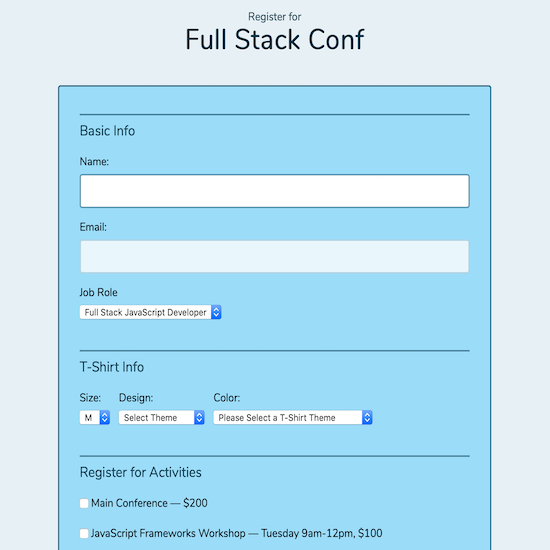 Register for
Full Stack Conf
Basic Info
Name:
Email:
Job Role
Full Stack JavaScript Developer
T-Shirt Info
Size: Design: Color:
M Select Theme Please Select a T-Shirt Theme
Register for Activities
Main Conference — $200
JavaScript Frameworks Workshop — Tuesday 9am-12pm, $100